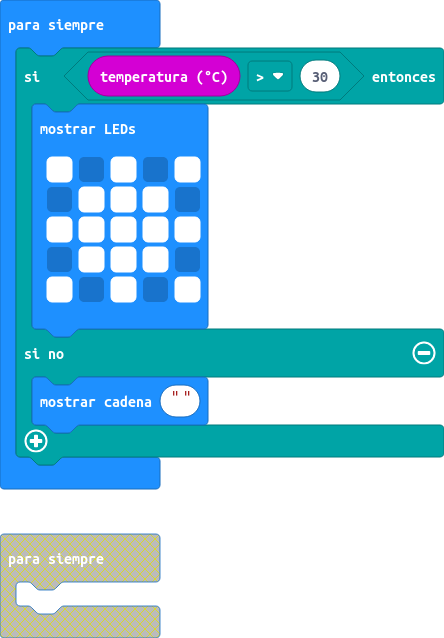 para siempre
si temperatura (°C) > 30 entonces
mostrar LEDs
si no
mostrar cadena " "
para siempre